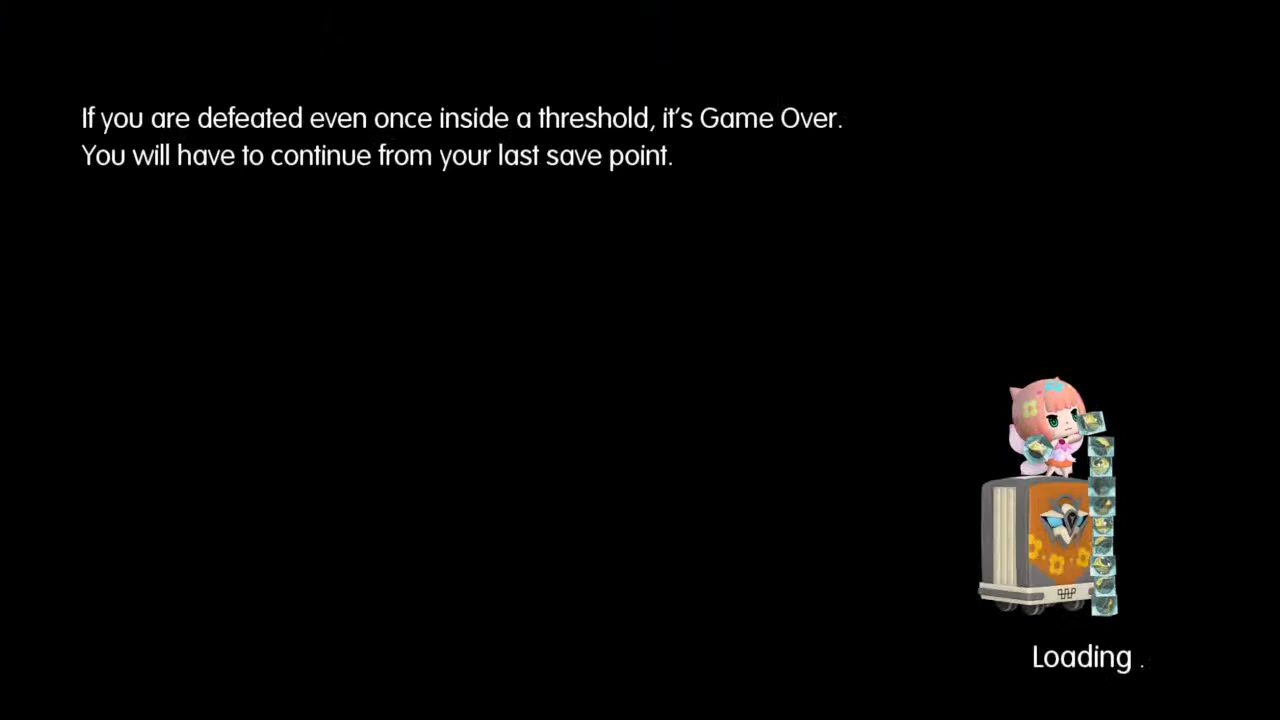 If you are defeated even once inside a threshold, it's Game Over.
You will have to continue from your last save point.
Loading .